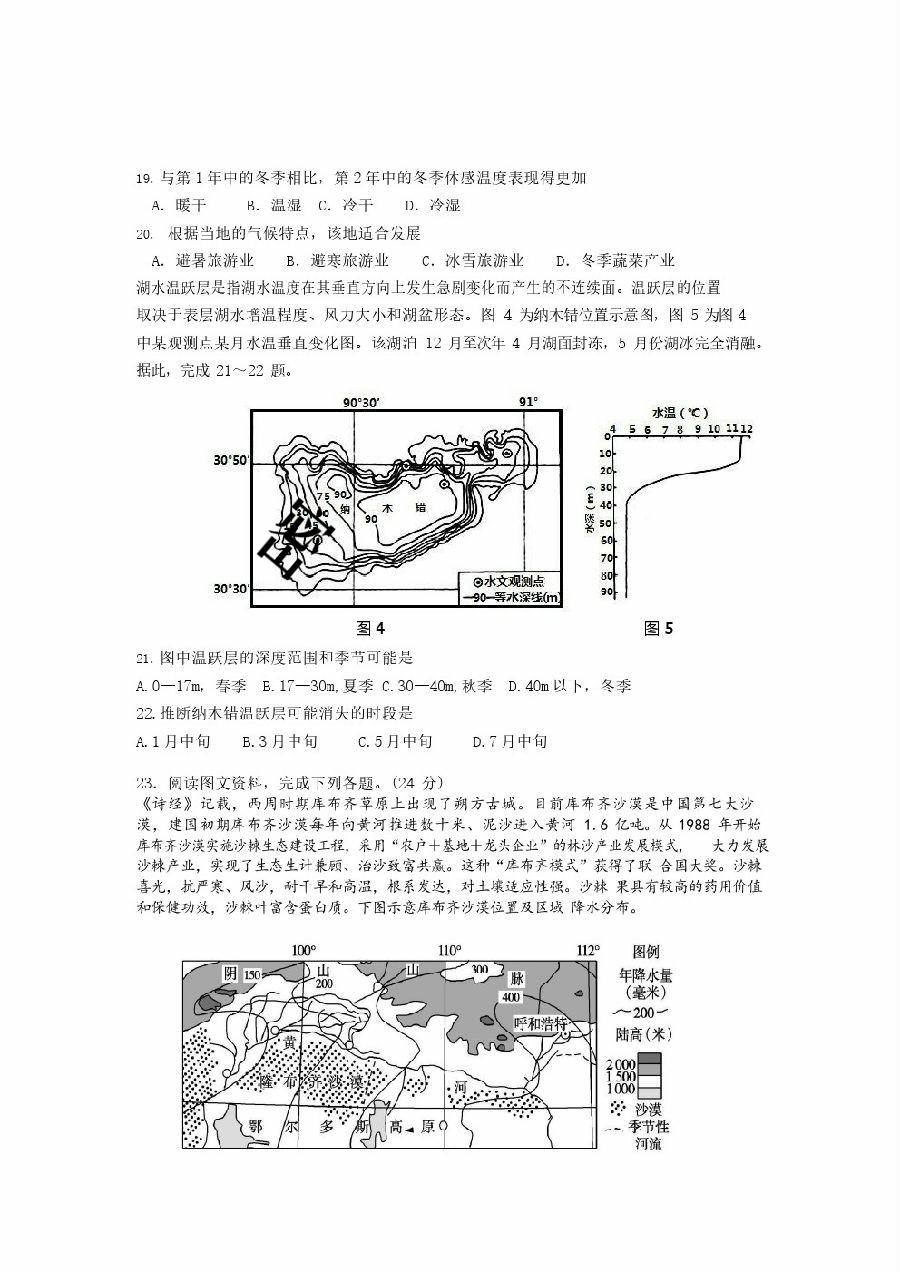 19. 与第 1 年中的冬季相比，第 2 年中的冬季体感温度表现得更加
A. 暖干 B. 温湿 C. 冷干 D. 冷湿
20. 根据当地的气候特点，该地适合发展
A. 避暑旅游业 B. 避寒旅游业 C. 冰雪旅游业 D. 冬季蔬菜产业
湖水温跃层是指湖水温度在其垂直方向上发生急剧变化而产生的不连续面。温跃层的位置
取决于表层湖水增温程度、风力大小和湖盆形态。图 4 为纳木错位置示意图，图 5 为图 4
中某观测点某月水温垂直变化图。该湖泊 12 月至次年 4 月湖面封冻，5 月份湖冰完全消融。
据此，完成 21～22 题。
90°30′ 91°
30°50′
30°30′
75 90
纳 木 错
90
◎水文观测点
—90—等水深线(m)
图 4
水温（℃）
4 5 6 7 8 9 10 11 12
水深(m)
0
10
20
30
40
50
60
70
80
90
图 5
21. 图中温跃层的深度范围和季节可能是
A.0—17m，春季 B.17—30m,夏季 C.30—40m,秋季 D.40m 以下，冬季
22.推断纳木错温跃层可能消失的时段是
A.1 月中旬 B.3 月中旬 C.5 月中旬 D.7 月中旬
23. 阅读图文资料，完成下列各题。(24 分)
《诗经》记载，西周时期库布齐草原上出现了朔方古城。目前库布齐沙漠是中国第七大沙
漠，建国初期库布齐沙漠每年向黄河推进数十米、泥沙进入黄河 1.6 亿吨。从 1988 年开始
库布齐沙漠实施沙棘生态建设工程，采用“农户+基地+龙头企业”的林沙产业发展模式， 大力发展
沙棘产业，实现了生态生计兼顾、治沙致富共赢。这种“库布齐模式”获得了联 合国大奖。沙棘
喜光，抗严寒、风沙，耐干旱和高温，根系发达，对土壤适应性强。沙棘 果具有较高的药用价值
和保健功效，沙棘叶富含蛋白质。下图示意库布齐沙漠位置及区域 降水分布。
100° 110° 112°
阴 150 山 200 山 300 脉
400
呼和浩特
黄
隆 布 齐 沙 漠 河
鄂 尔 多 斯 高 原
图例
年降水量
（毫米）
～200～
陆高(米)
2 000
1 500
1 000
沙漠
季节性
河流